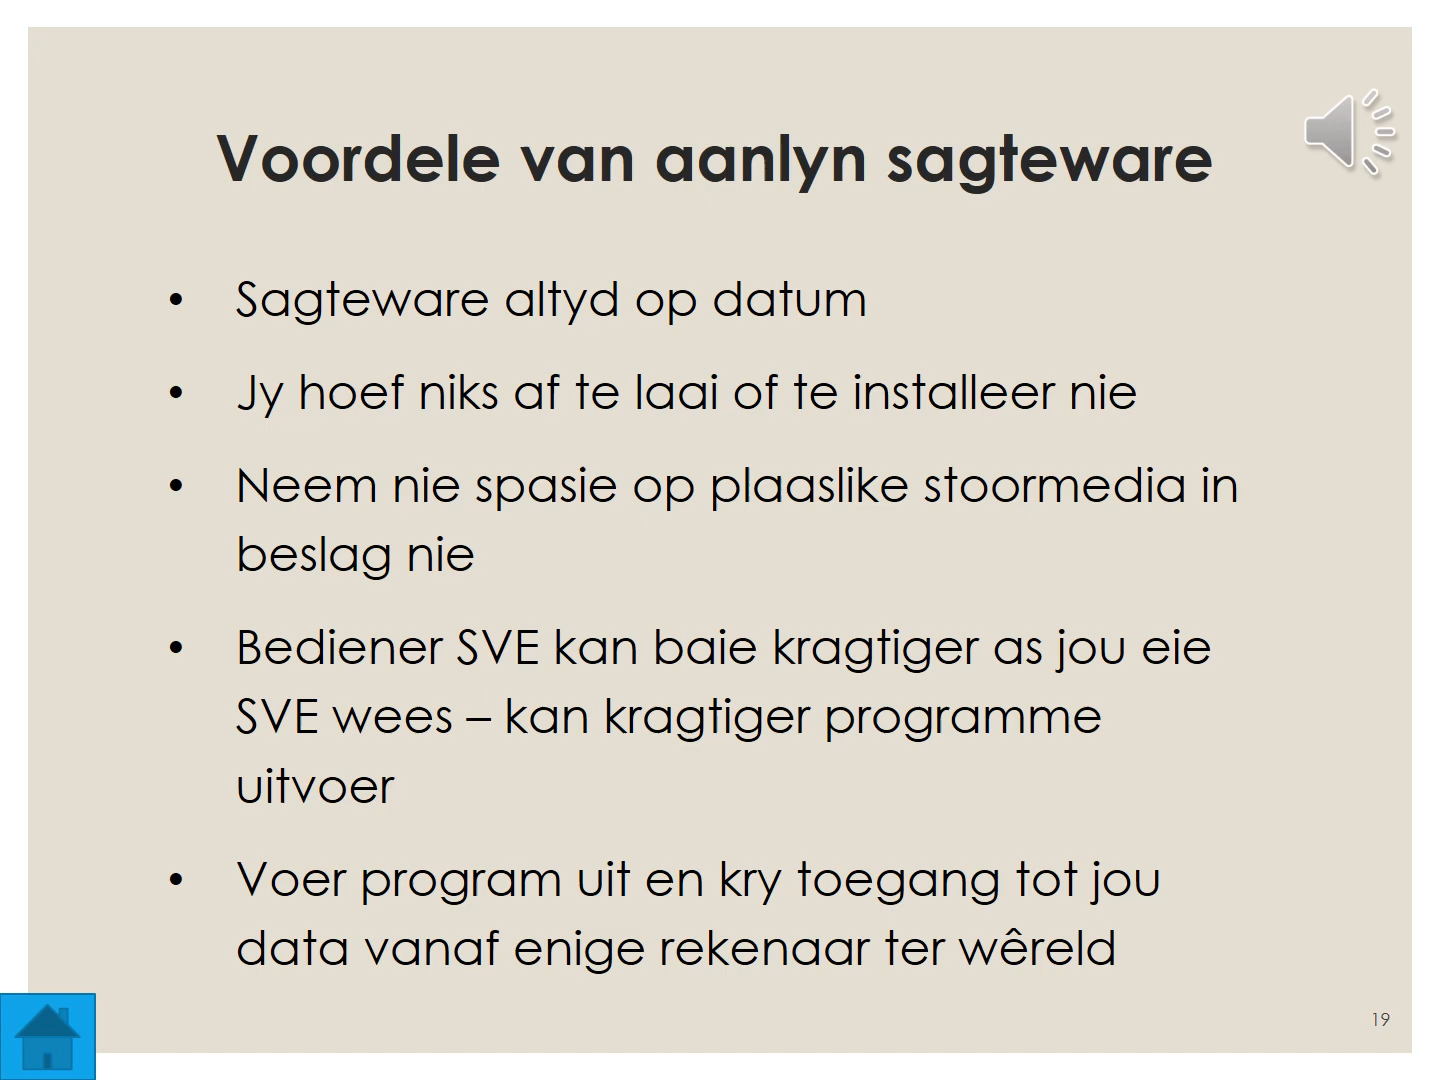 Voordele van aanlyn sagteware
• Sagteware altyd op datum
• Jy hoef niks af te laai of te installeer nie
• Neem nie spasie op plaaslike stoormedia in
beslag nie
• Bediener SVE kan baie kragtiger as jou eie
SVE wees – kan kragtiger programme
uitvoer
• Voer program uit en kry toegang tot jou
data vanaf enige rekenaar ter wêreld
19